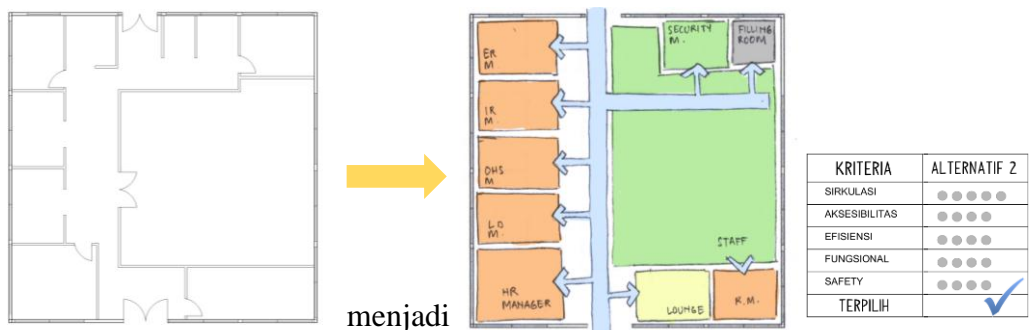 menjadi
ER
M
IR
M.
OHS
M
L.D
M.
HR
MANAGER
SECURITY
M.
FILLING
ROOM
STAFF
LOUNGE
R.M.
KRITERIA ALTERNATIF 2
SIRKULASI
AKSESIBILITAS
EFISIENSI
FUNGSIONAL
SAFETY
TERPILIH